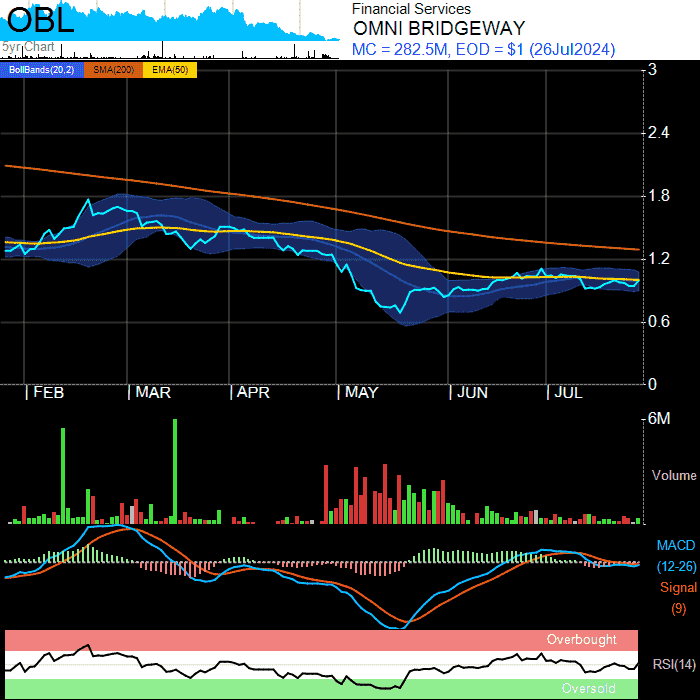 OBL
Financial Services
OMNI BRIDGEWAY
5yr Chart
MC = 282.5M, EOD = $1 (26Jul2024)
BollBands(20,2) SMA(200) EMA(50)
3
2.4
1.8
1.2
0.6
0
FEB MAR APR MAY JUN JUL
6M
Volume
MACD
(12-26)
Signal
(9)
Overbought
RSI(14)
Oversold